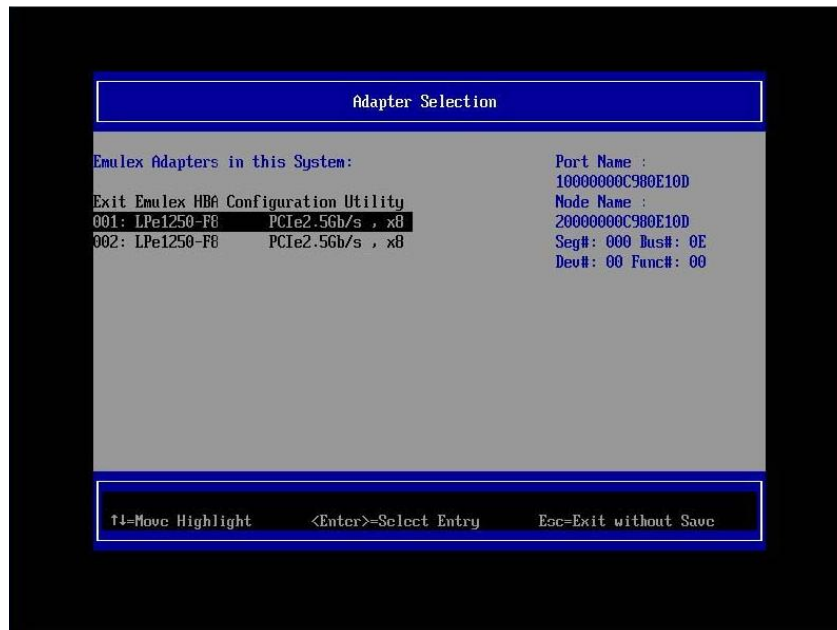 Adapter Selection
Emulex Adapters in this System:
Exit Emulex HBA Configuration Utility
001: LPe1250-F8 PCIe2.5Gb/s , x8
002: LPe1250-F8 PCIe2.5Gb/s , x8
Port Name :
10000000C980E10D
Node Name :
20000000C980E10D
Seg#: 000 Bus#: 0E
Dev#: 00 Func#: 00
↑↓=Move Highlight <Enter>=Select Entry Esc=Exit without Save